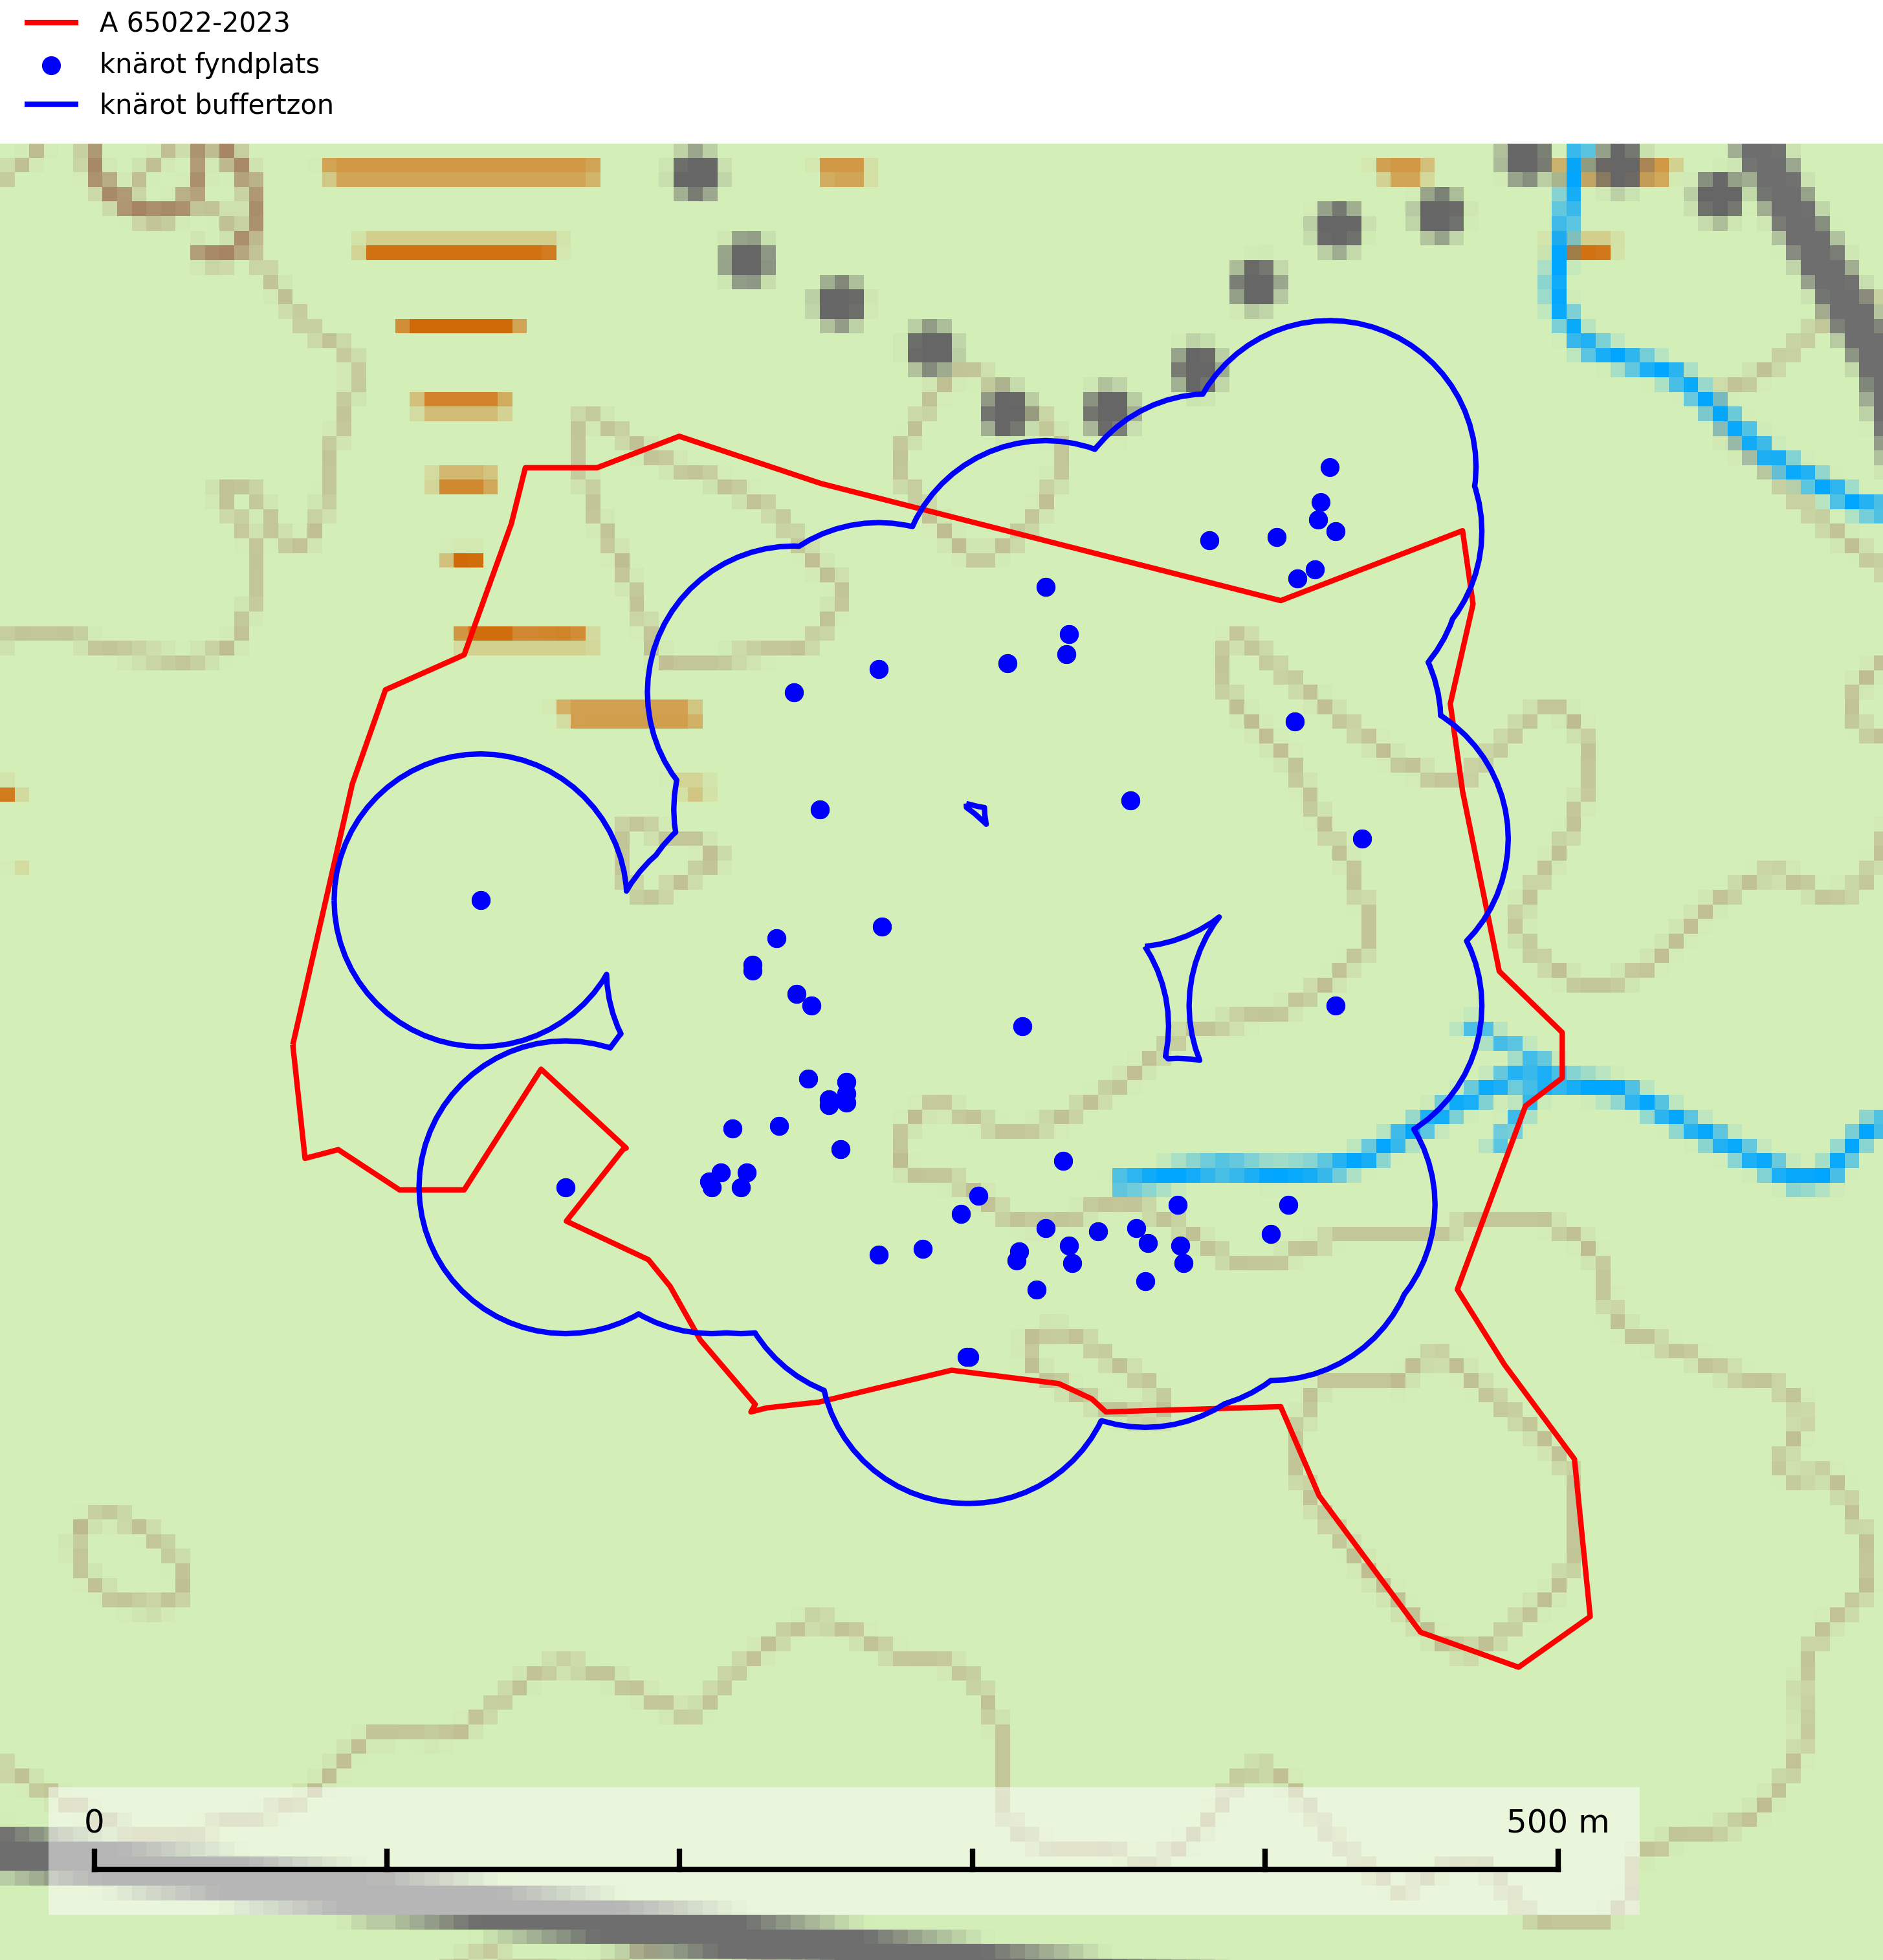 A 65022-2023
knärot fyndplats
knärot buffertzon
0
500 m